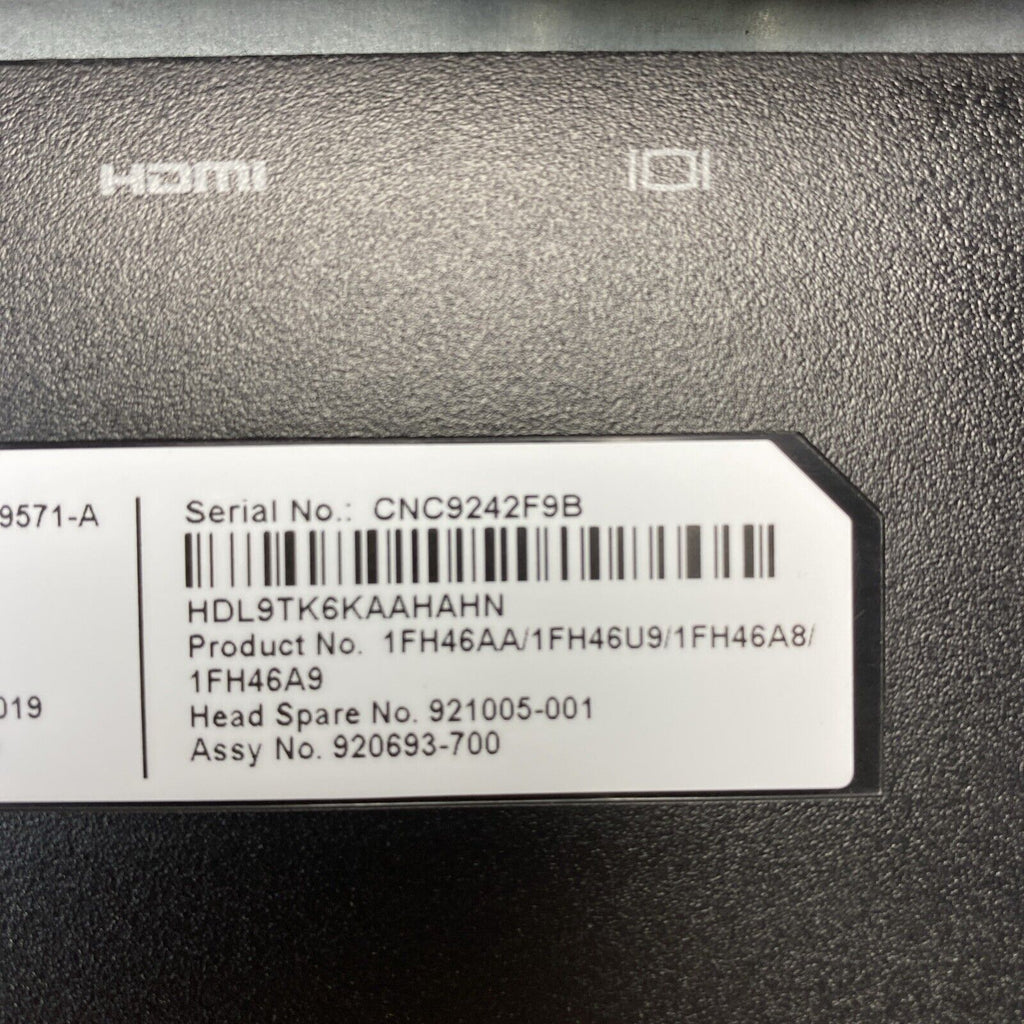 HDMI
9571-A
019
Serial No.: CNC9242F9B
HDL9TK6KAAHAHN
Product No. 1FH46AA/1FH46U9/1FH46A8/
1FH46A9
Head Spare No. 921005-001
Assy No. 920693-700